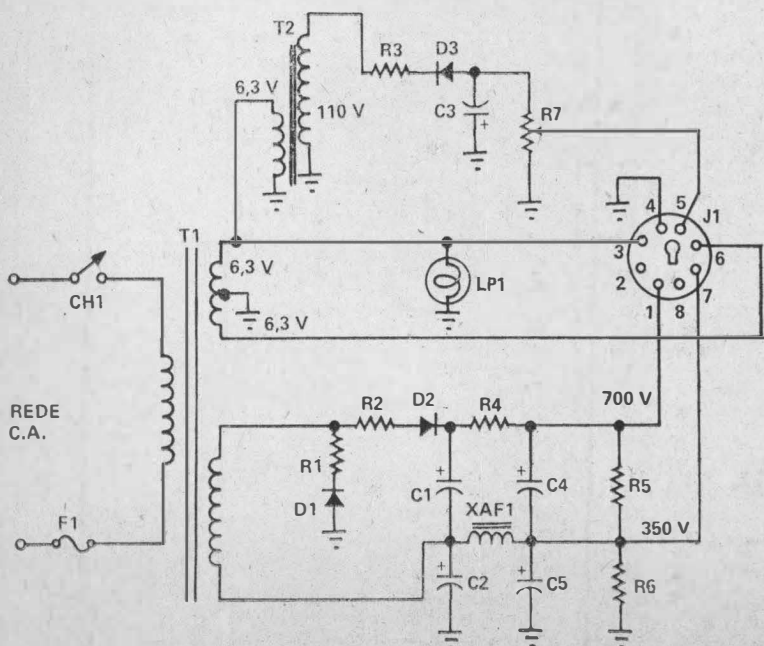 T2
R3
D3
6,3 V
110 V
C3
+
R7
4
5
J1
T1
3
6
6,3 V
LP1
2
7
CH1
1
8
6,3 V
R2
D2
R4
700 V
REDE
C.A.
R1
+
C1
+
C4
R5
D1
XAF1
350 V
F1
+
C2
+
C5
R6